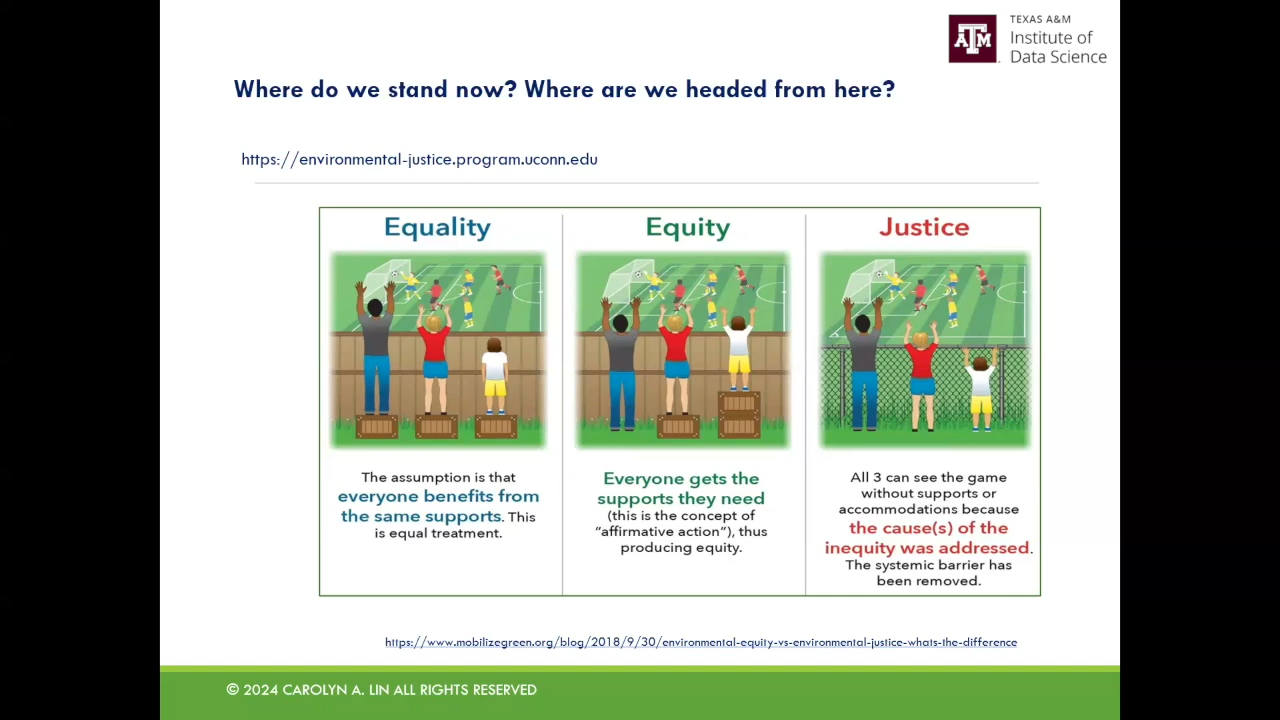 TEXAS A&M
Institute of
Data Science
ATM
Where do we stand now? Where are we headed from here?
https://environmental-justice.program.uconn.edu
Equality
The assumption is that
everyone benefits from
the same supports. This
is equal treatment.
Equity
Everyone gets the
supports they need
(this is the concept of
“affirmative action”), thus
producing equity.
Justice
All 3 can see the game
without supports or
accommodations because
the cause(s) of the
inequity was addressed.
The systemic barrier has
been removed.
https://www.mobilizegreen.org/blog/2018/9/30/environmental-equity-vs-environmental-justice-whats-the-difference
© 2024 CAROLYN A. LIN ALL RIGHTS RESERVED